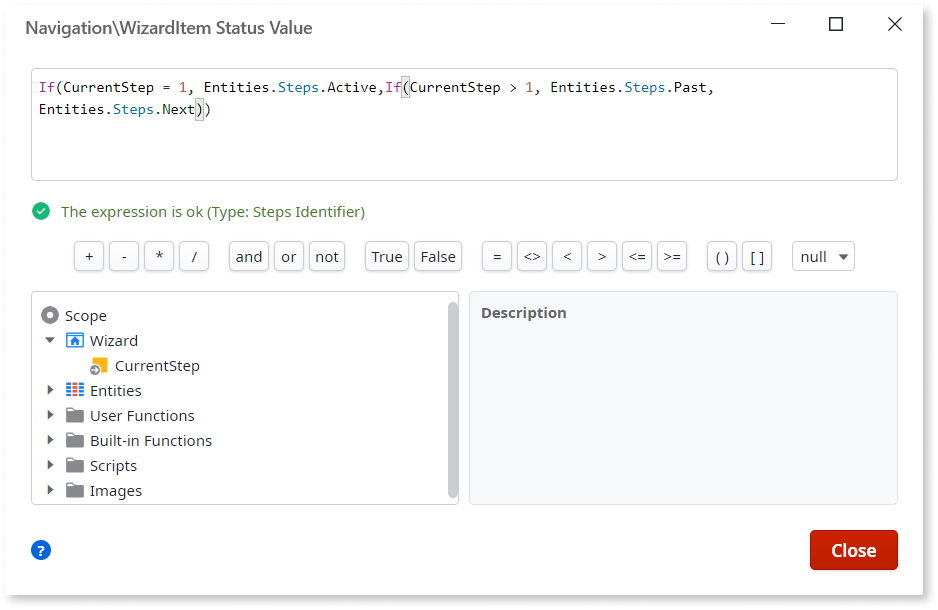 Navigation\WizardItem Status Value
If(CurrentStep = 1, Entities.Steps.Active,If(CurrentStep > 1, Entities.Steps.Past,
Entities.Steps.Next))
The expression is ok (Type: Steps Identifier)
+ - * / and or not True False = <> < > <= >= ( ) [ ] null
Scope
Wizard
CurrentStep
Entities
User Functions
Built-in Functions
Scripts
Images
Description
?
Close